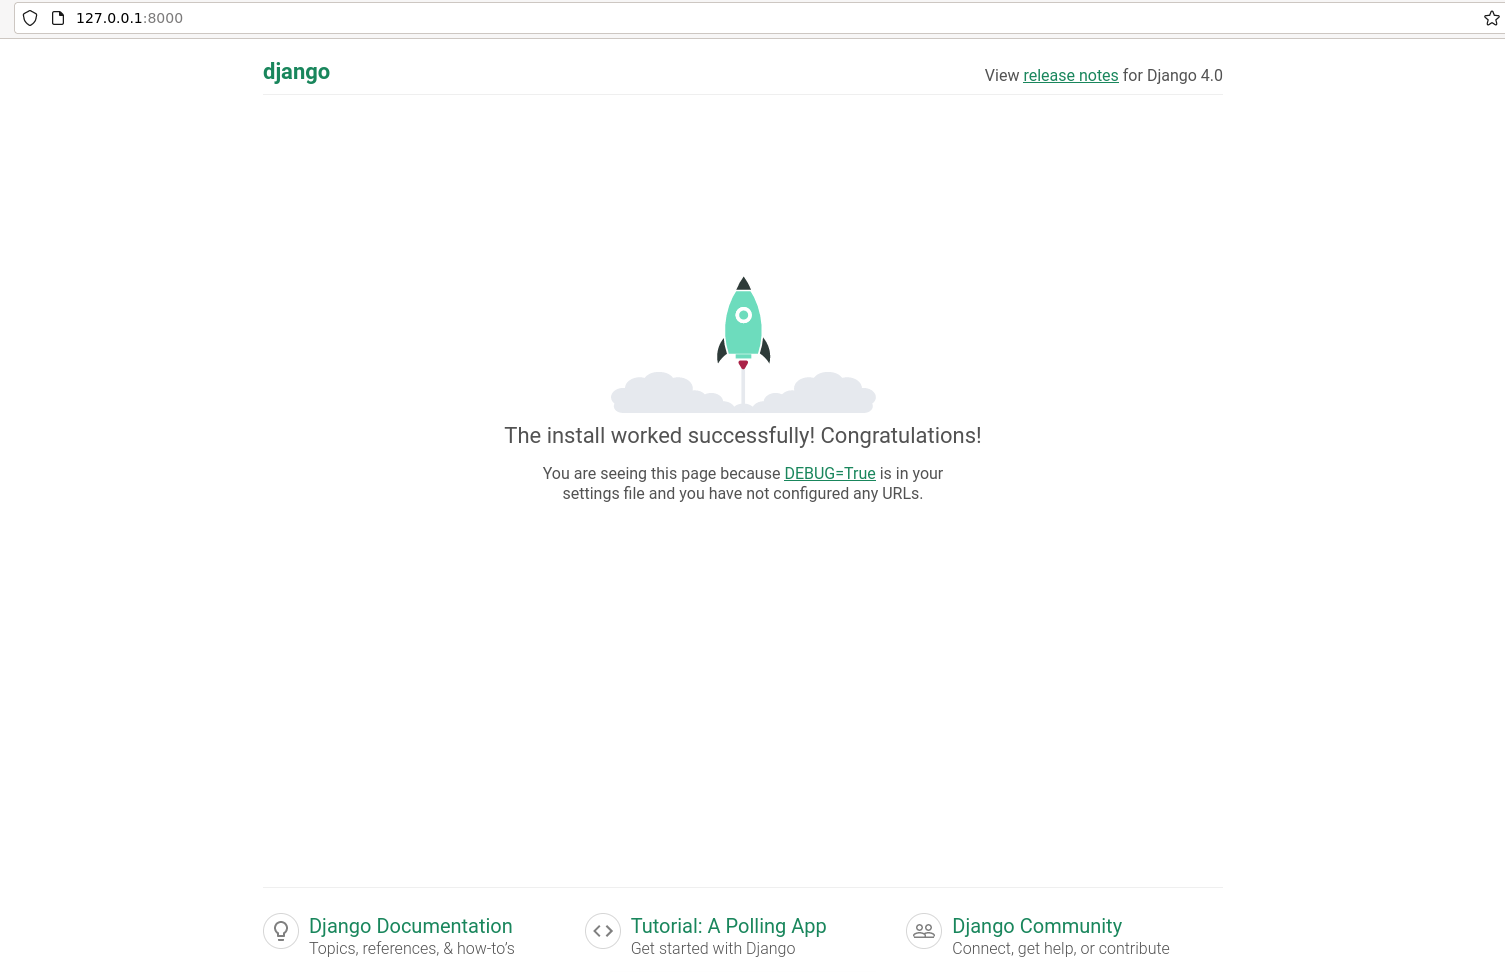 127.0.0.1:8000
django
View release notes for Django 4.0
The install worked successfully! Congratulations!
You are seeing this page because DEBUG=True is in your
settings file and you have not configured any URLs.
Django Documentation
Topics, references, & how-to’s
Tutorial: A Polling App
Get started with Django
Django Community
Connect, get help, or contribute